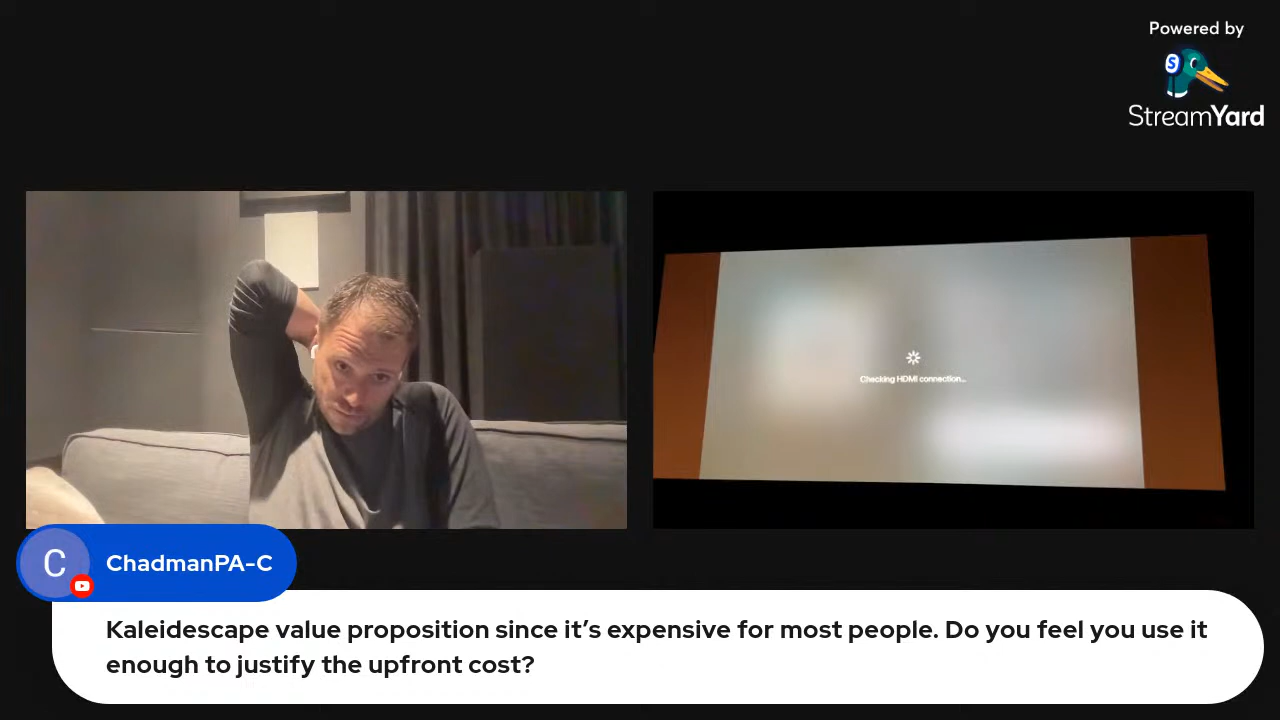 Powered by
S
StreamYard
Checking HDMI connection...
C
ChadmanPA-C
Kaleidescape value proposition since it’s expensive for most people. Do you feel you use it
enough to justify the upfront cost?